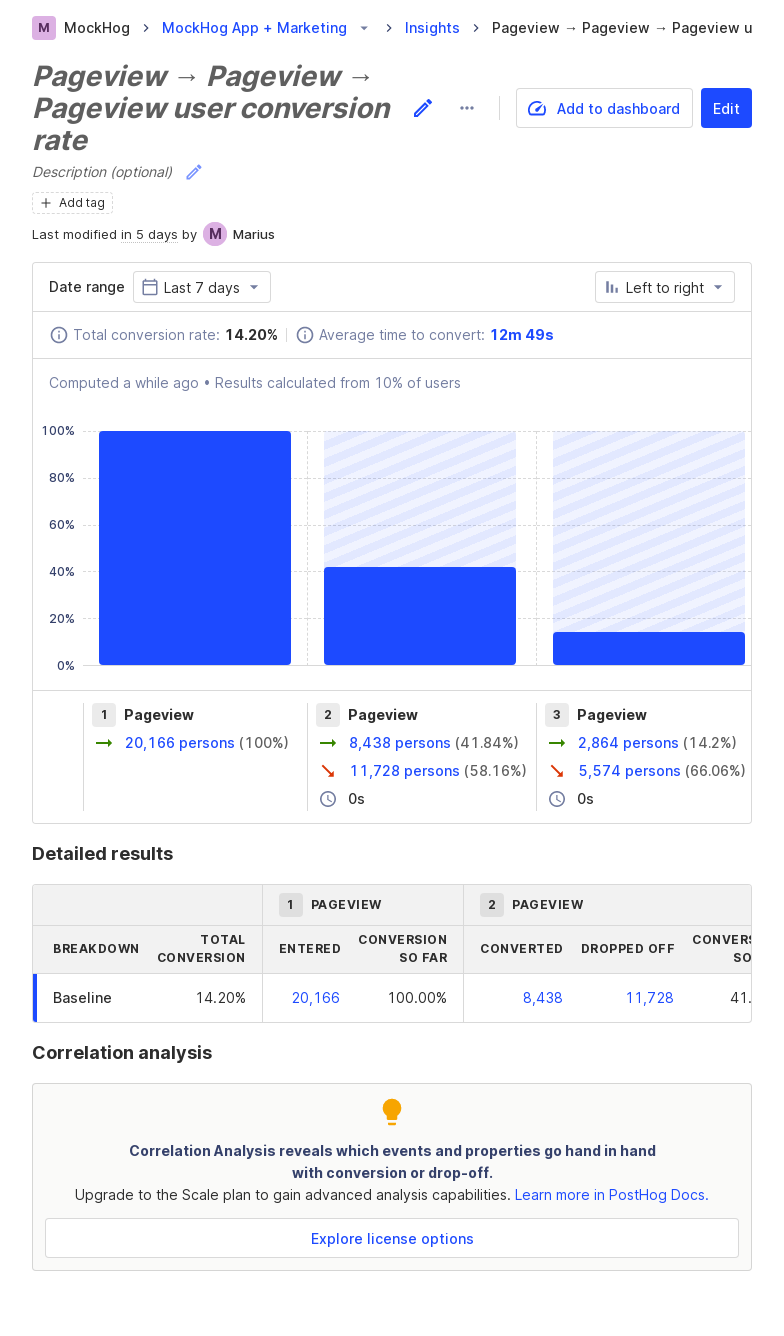 M MockHog MockHog App + Marketing Insights Pageview → Pageview → Pageview u
Pageview → Pageview →
Pageview user conversion
rate
Add to dashboard Edit
Description (optional)
Add tag
Last modified in 5 days by M Marius
Date range Last 7 days Left to right
Total conversion rate: 14.20% Average time to convert: 12m 49s
Computed a while ago • Results calculated from 10% of users
100%
80%
60%
40%
20%
0%
1 Pageview 2 Pageview 3 Pageview
20,166 persons (100%) 8,438 persons (41.84%) 2,864 persons (14.2%)
11,728 persons (58.16%) 5,574 persons (66.06%)
0s 0s
Detailed results
1 PAGEVIEW 2 PAGEVIEW
BREAKDOWN TOTAL CONVERSION ENTERED CONVERSION SO FAR CONVERTED DROPPED OFF CONVERS SO
Baseline 14.20% 20,166 100.00% 8,438 11,728 41.
Correlation analysis
Correlation Analysis reveals which events and properties go hand in hand
with conversion or drop-off.
Upgrade to the Scale plan to gain advanced analysis capabilities. Learn more in PostHog Docs.
Explore license options